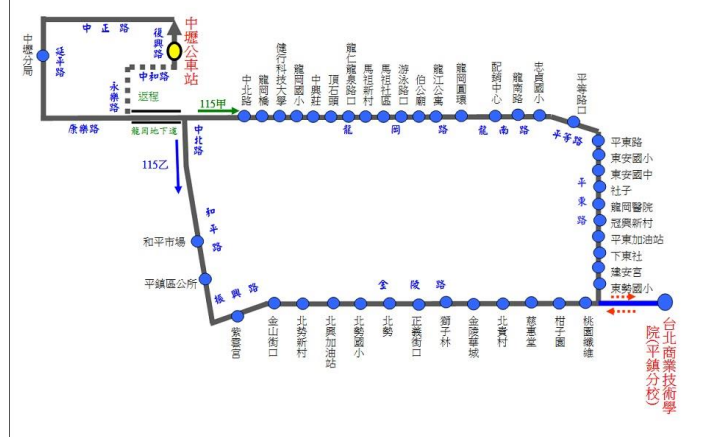 中正路
復興路
中壢公車站
中壢分局
延平路
中和路
永樂路
返程
115甲
康樂路
龍岡地下道
中北路
115乙
中北路
龍岡橋
健行科技大學
龍岡國小
中興莊
頂石頭
龍仁龍泉路口
馬祖新村
馬祖社區
游泳路口
伯公廟
龍江公寓
龍岡圓環
配銷中心
龍南路
忠貞國小
平等路口
龍岡路
龍南路
平等路
平東路
平東路
東安國小
東安國中
社子
龍岡醫院
冠興新村
平東加油站
下東社
建安宮
東勢國小
和平路
和平市場
平鎮區公所
振興路
金陵路
紫雲宮
金山街口
北勢新村
北興加油站
北勢國小
北勢
正義街口
獅子林
金陵華城
北貴村
慈惠堂
柑子園
桃園纖維
台北商業技術學院(平鎮分校)